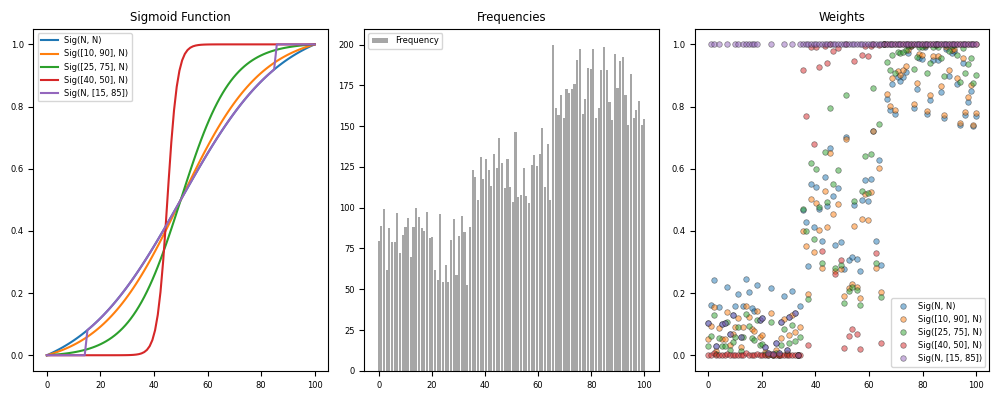 Sigmoid Function
Sig(N, N)
Sig([10, 90], N)
Sig([25, 75], N)
Sig([40, 50], N)
Sig(N, [15, 85])
1.0
0.8
0.6
0.4
0.2
0.0
0 20 40 60 80 100
Frequencies
Frequency
200
175
150
125
100
75
50
25
0
0 20 40 60 80 100
Weights
1.0
0.8
0.6
0.4
0.2
0.0
Sig(N, N)
Sig([10, 90], N)
Sig([25, 75], N)
Sig([40, 50], N)
Sig(N, [15, 85])
0 20 40 60 80 100